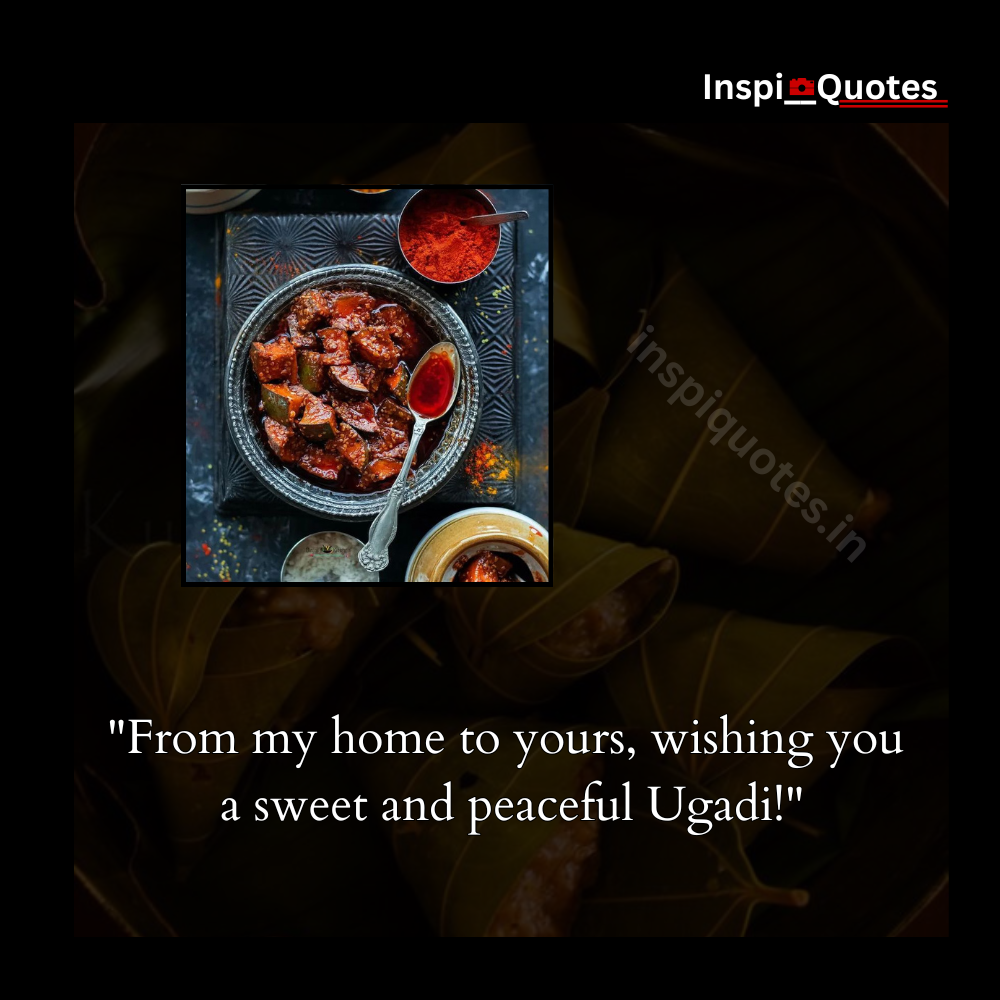 Inspi Quotes
inspiquotes.in
"From my home to yours, wishing you
a sweet and peaceful Ugadi!"